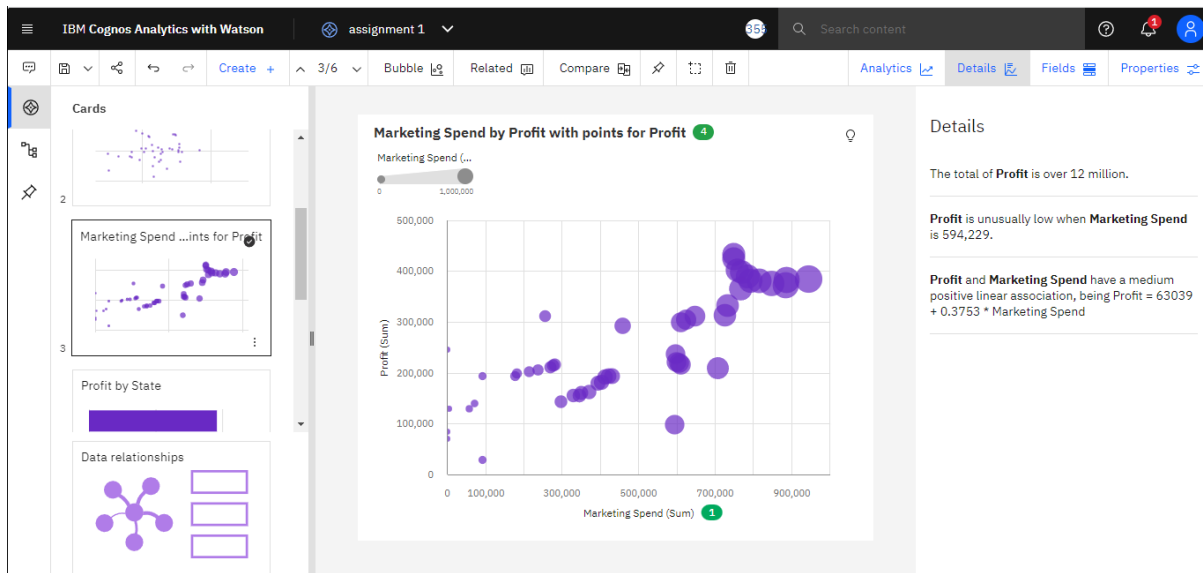 IBM Cognos Analytics with Watson
assignment 1
Search content
1
Create +
3/6
Bubble
Related
Compare
Analytics
Details
Fields
Properties
Cards
2
Marketing Spend ...ints for Profit
3
Profit by State
Data relationships
Marketing Spend by Profit with points for Profit 4
Marketing Spend (...
0 1,000,000
Profit (Sum)
500,000
400,000
300,000
200,000
100,000
0
0 100,000 300,000 500,000 700,000 900,000
Marketing Spend (Sum) 1
Details
The total of Profit is over 12 million.
Profit is unusually low when Marketing Spend
is 594,229.
Profit and Marketing Spend have a medium
positive linear association, being Profit = 63039
+ 0.3753 * Marketing Spend